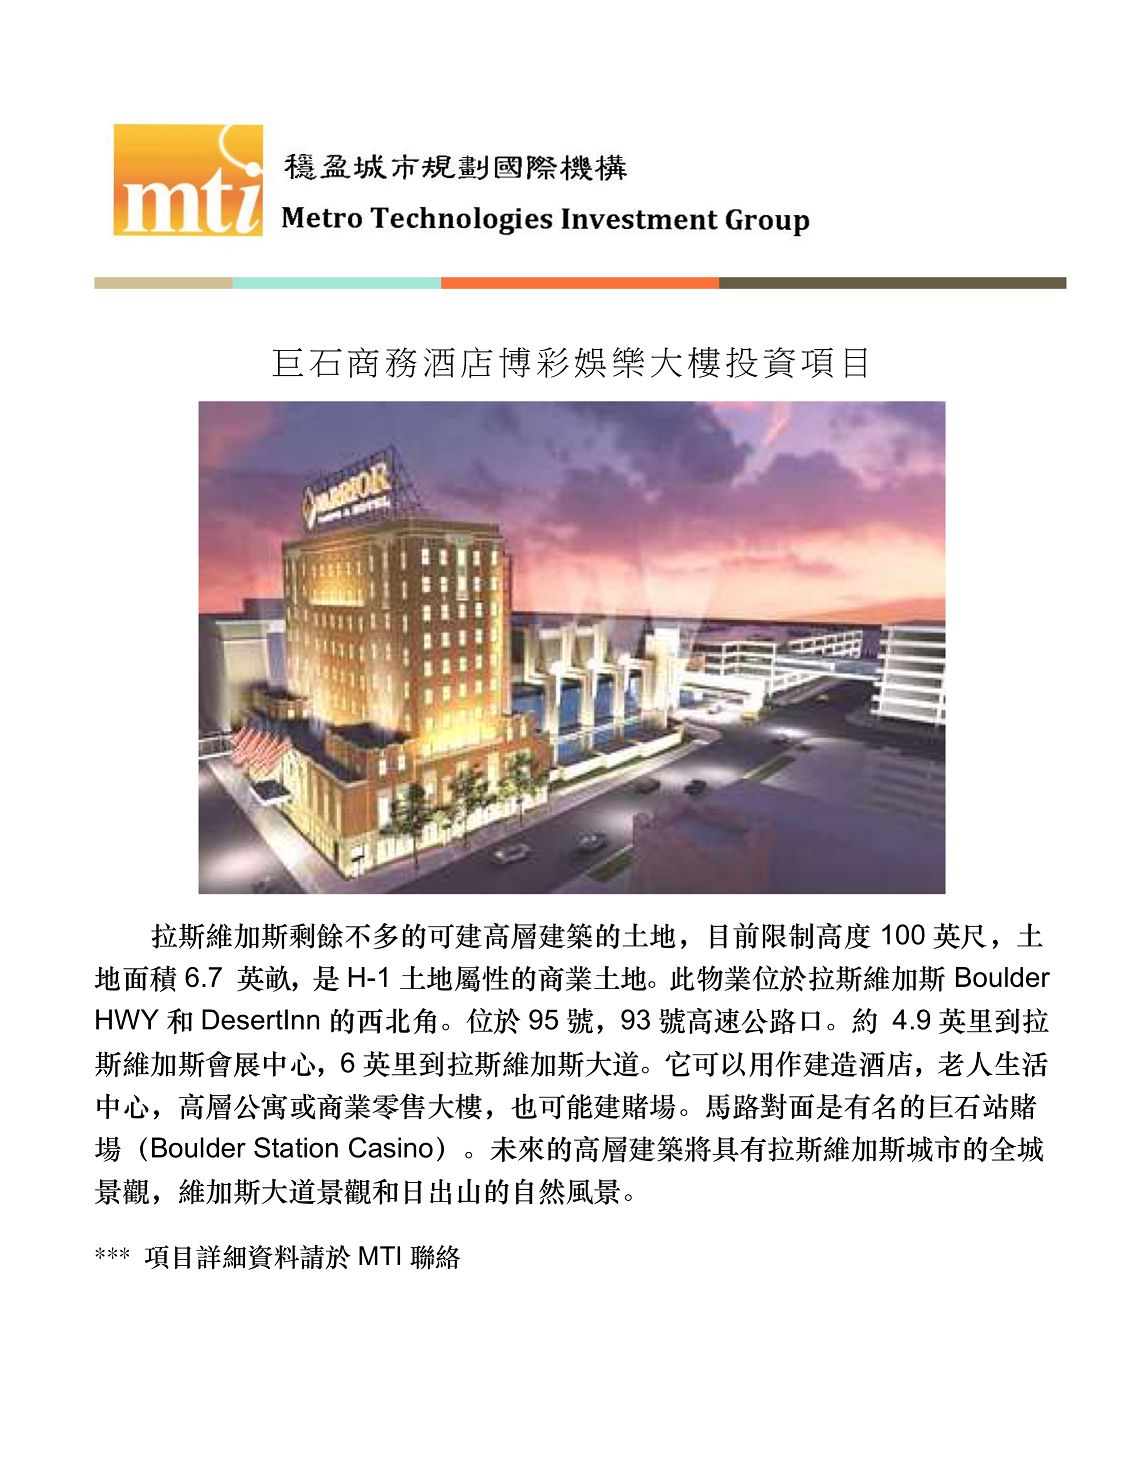 mti
穩盈城市規劃國際機構
Metro Technologies Investment Group
巨石商務酒店博彩娛樂大樓投資項目
WARRIOR
拉斯維加斯剩餘不多的可建高層建築的土地，目前限制高度 100 英尺，土
地面積 6.7 英畝，是 H-1 土地屬性的商業土地。此物業位於拉斯維加斯 Boulder
HWY 和 DesertInn 的西北角。位於 95 號，93 號高速公路口。約 4.9 英里到拉
斯維加斯會展中心，6 英里到拉斯維加斯大道。它可以用作建造酒店，老人生活
中心，高層公寓或商業零售大樓，也可能建賭場。馬路對面是有名的巨石站賭
場（Boulder Station Casino）。未來的高層建築將具有拉斯維加斯城市的全城
景觀，維加斯大道景觀和日出山的自然風景。
*** 項目詳細資料請於 MTI 聯絡